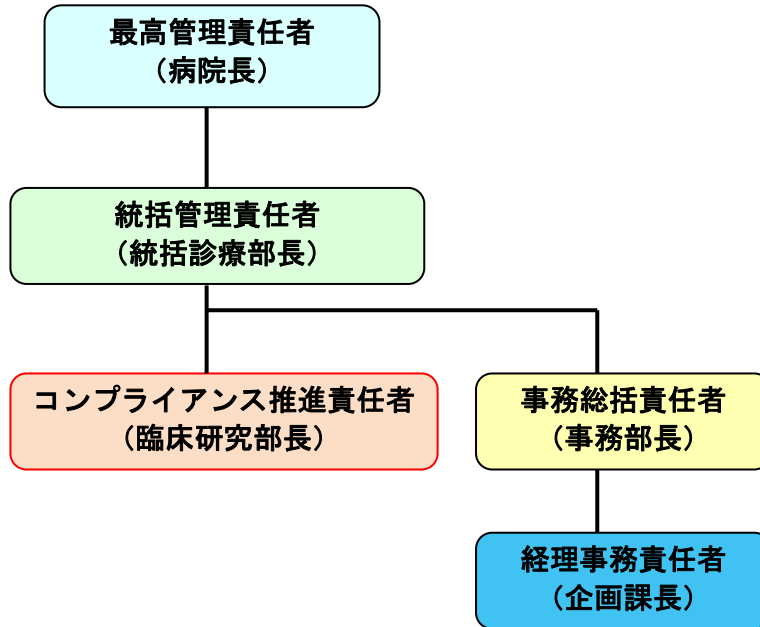 最高管理責任者
（病院長）
統括管理責任者
（統括診療部長）
コンプライアンス推進責任者
（臨床研究部長）
事務総括責任者
（事務部長）
経理事務責任者
（企画課長）